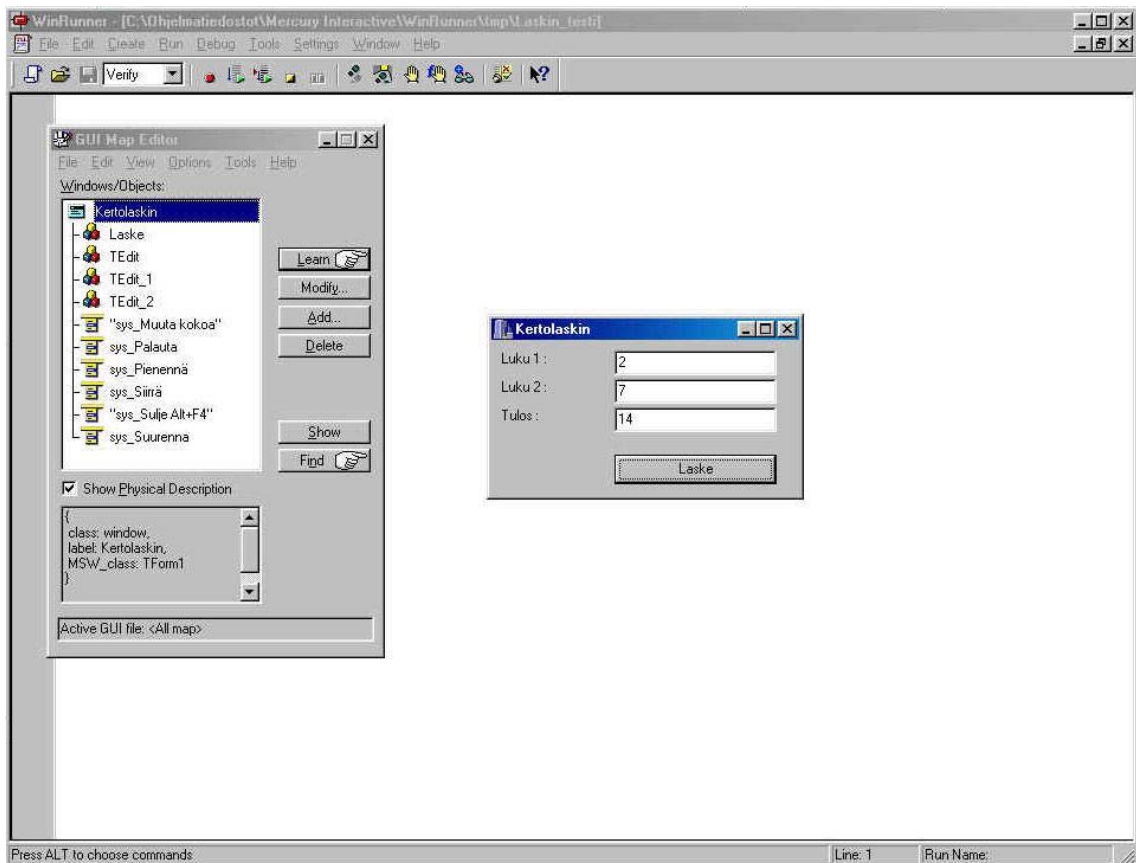 WinRunner - [C:\Ohjelmatiedostot\Mercury Interactive\WinRunner\tmp\Laskin_testi]
File Edit Create Run Debug Tools Settings Window Help
Verify
GUI Map Editor
File Edit View Options Tools Help
Windows/Objects:
Kertolaskin
Laske
TEdit
TEdit_1
TEdit_2
"sys_Muuta kokoa"
sys_Palauta
sys_Pienennä
sys_Siirrä
"sys_Sulje Alt+F4"
sys_Suurenna
Learn
Modify...
Add...
Delete
Show
Find
Show Physical Description
{
class: window,
label: Kertolaskin,
MSW_class: TForm1
}
Active GUI file: <All map>
Kertolaskin
Luku 1 : 2
Luku 2 : 7
Tulos : 14
Laske
Press ALT to choose commands Line: 1 Run Name: